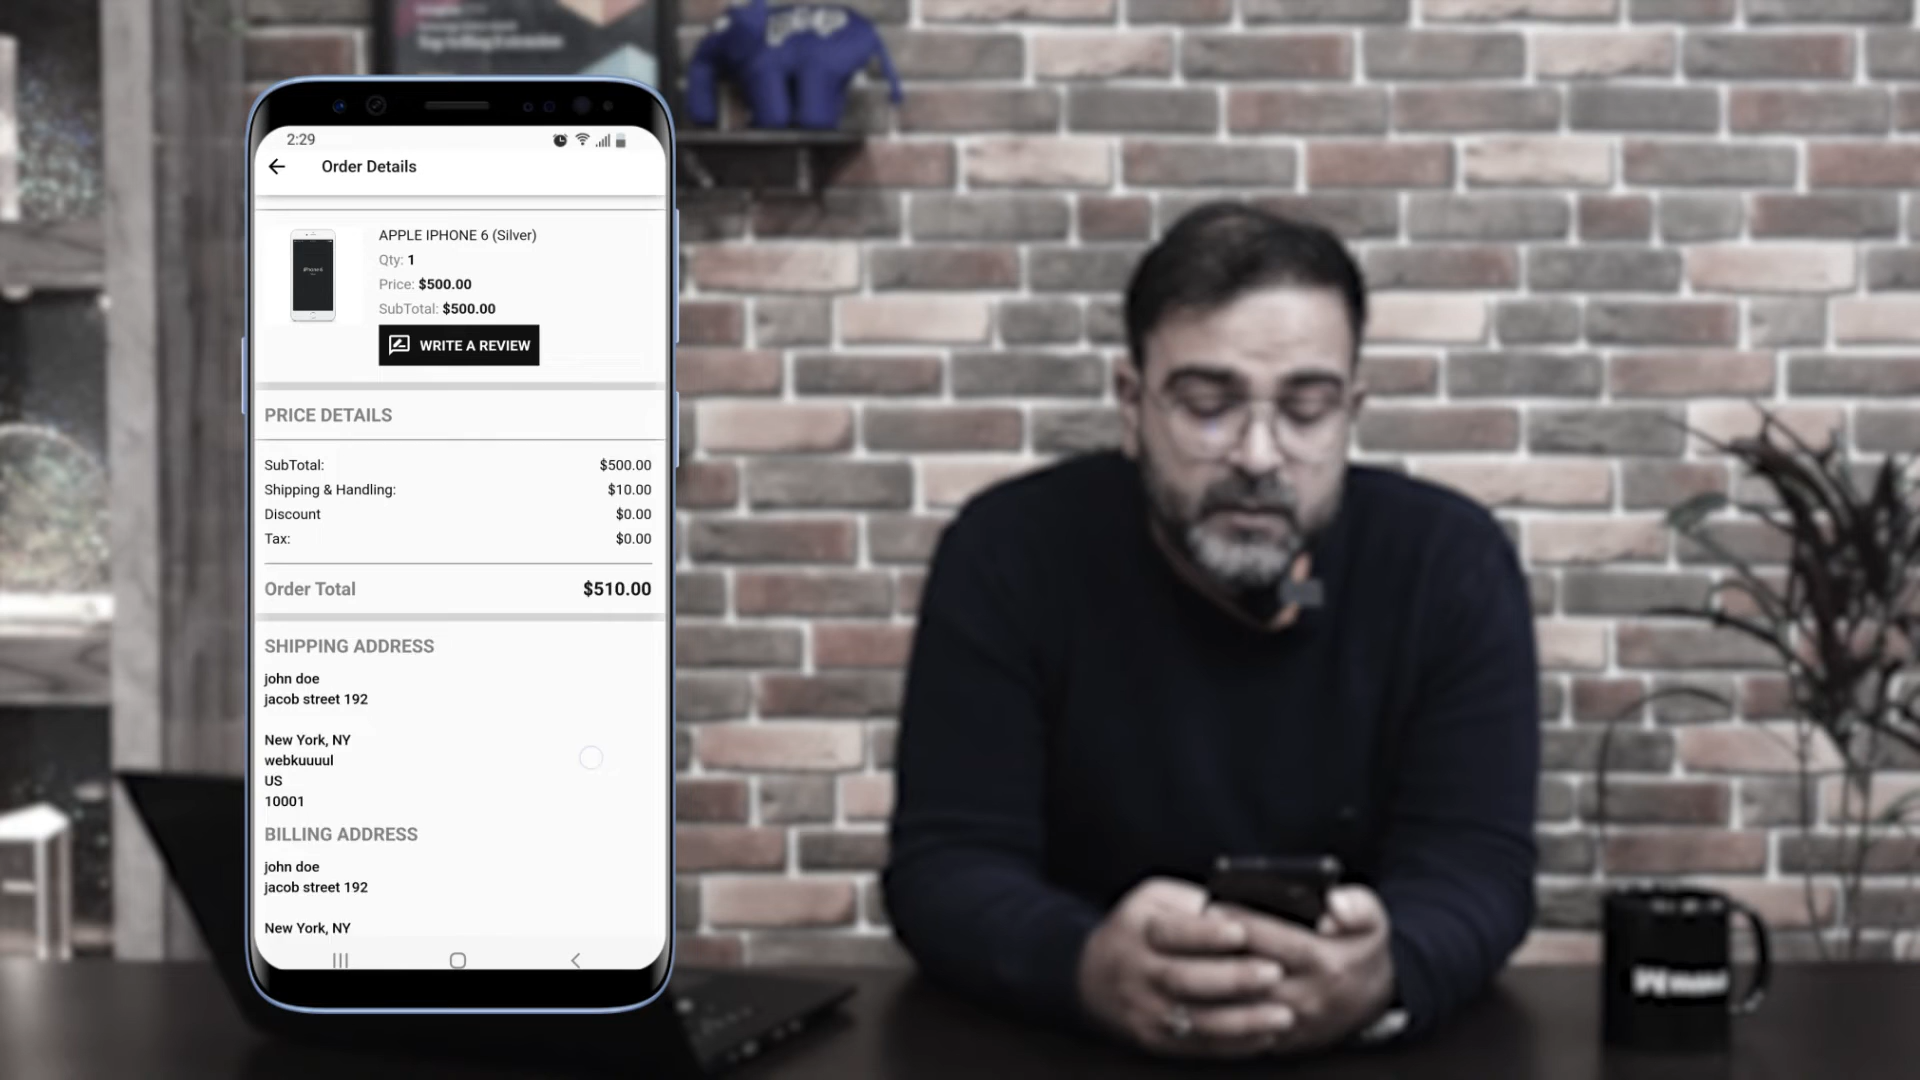 2:29
Order Details
APPLE IPHONE 6 (Silver)
Qty: 1
Price: $500.00
SubTotal: $500.00
WRITE A REVIEW
PRICE DETAILS
SubTotal: $500.00
Shipping & Handling: $10.00
Discount $0.00
Tax: $0.00
Order Total $510.00
SHIPPING ADDRESS
john doe
jacob street 192
New York, NY
webkuuuul
US
10001
BILLING ADDRESS
john doe
jacob street 192
New York, NY